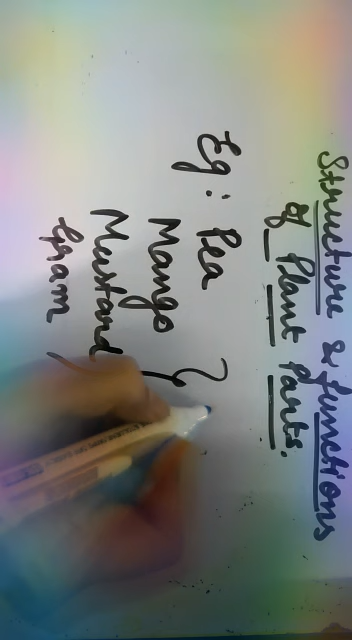 Structure & functions
of Plant Parts.
Eg: Pea
Mango
Mustard
Gram